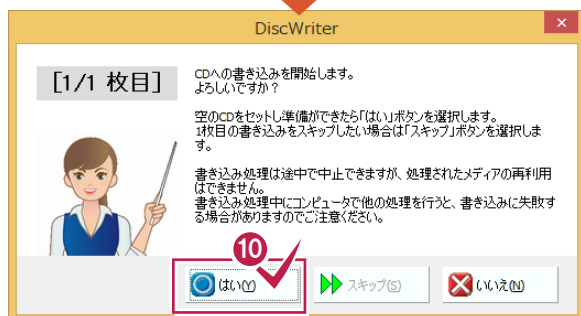 DiscWriter
[1/1 枚目]
CDへの書き込みを開始します。
よろしいですか？
空のCDをセットし準備ができたら「はい」ボタンを選択します。
1枚目の書き込みをスキップしたい場合は「スキップ」ボタンを選択しま
す。
書き込み処理は途中で中止できますが、処理されたメディアの再利用
はできません。
書き込み処理中にコンピュータで他の処理を行うと、書き込みに失敗す
る場合がありますのでご注意ください。
10
はい(Y)
スキップ(S)
いいえ(N)